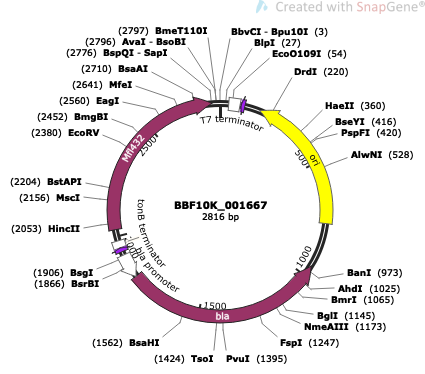 Created with SnapGene®
(2797) BmeT110I
(2796) AvaI - BsoBI
(2776) BspQI - SapI
(2710) BsaAI
(2641) MfeI
(2560) EagI
(2452) BmgBI
(2380) EcoRV
(2204) BstAPI
(2156) MscI
(2053) HincII
(1906) BsgI
(1866) BsrBI
(1562) BsaHI
(1424) TsoI
PvuI (1395)
FspI (1247)
NmeAIII (1173)
BglI (1145)
BmrI (1065)
AhdI (1025)
BanI (973)
AlwNI (528)
PspFI (420)
BseYI (416)
HaeII (360)
DrdI (220)
EcoO109I (54)
BlpI (27)
BbvCI - Bpu10I (3)
T7 terminator
ori
500
1000
1500
bla
bla promoter
tonB terminator
2500
Mfl432
BBF10K_001667
2816 bp